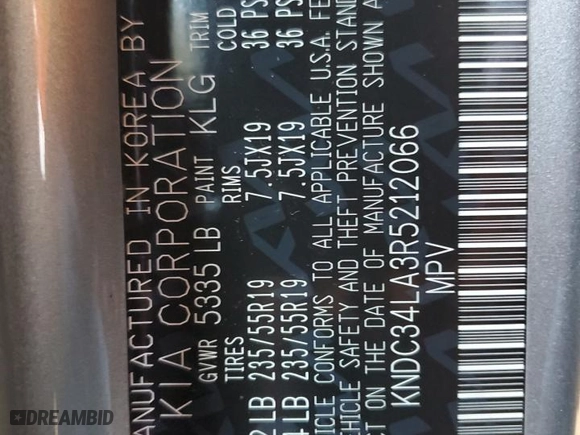 ANUFACTURED IN KOREA BY
KIA CORPORATION
GVWR 5335 LB PAINT KLG TRIM
TIRES RIMS COLD
2 LB 235/55R19 7.5JX19 36 PS
4 LB 235/55R19 7.5JX19 36 PS
VEHICLE CONFORMS TO ALL APPLICABLE U.S.A. FE
VEHICLE SAFETY AND THEFT PREVENTION STAND
CT ON THE DATE OF MANUFACTURE SHOWN A
KNDC34LA3R5212066
MPV
DREAMBID